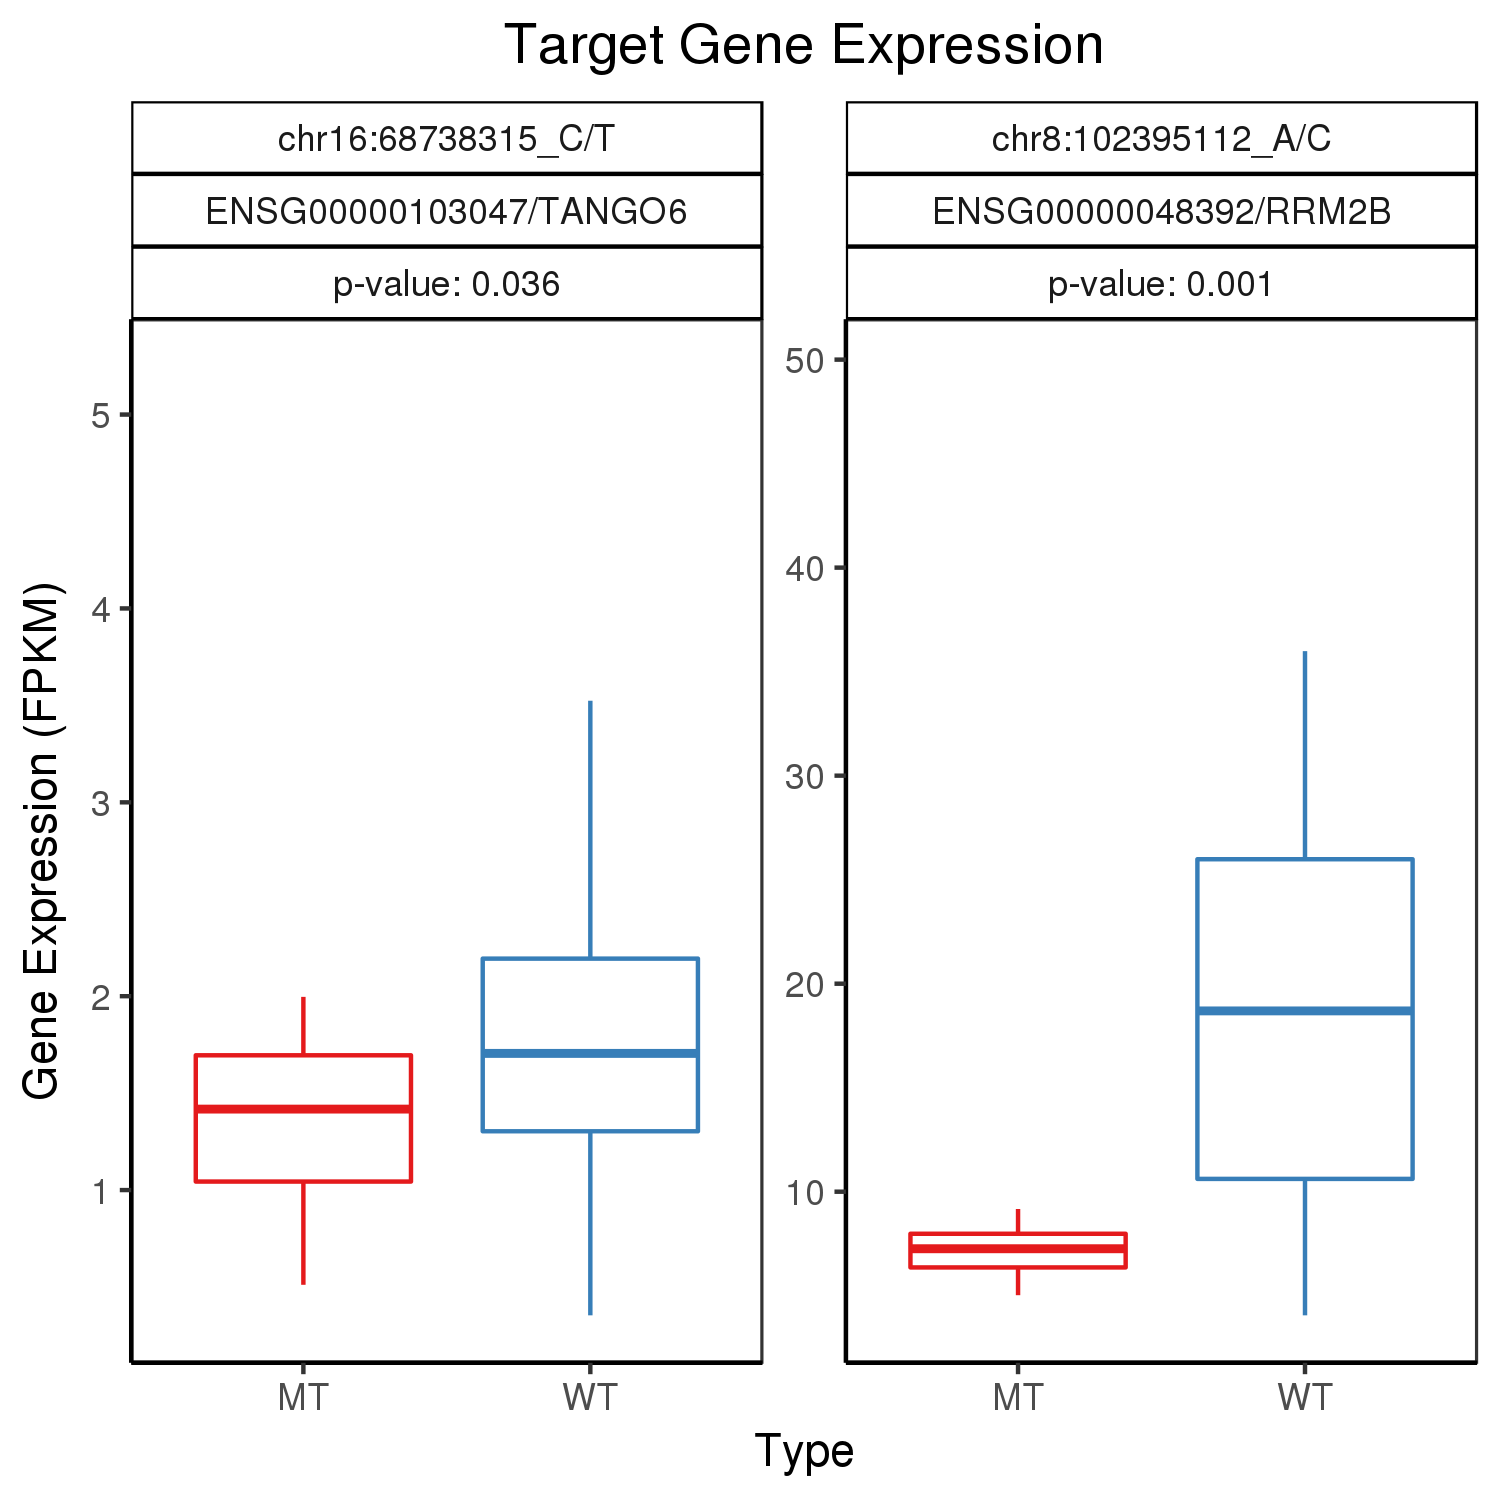 Target Gene Expression
chr16:68738315_C/T
ENSG00000103047/TANGO6
p-value: 0.036
chr8:102395112_A/C
ENSG00000048392/RRM2B
p-value: 0.001
Gene Expression (FPKM)
5
4
3
2
1
50
40
30
20
10
MT
WT
MT
WT
Type